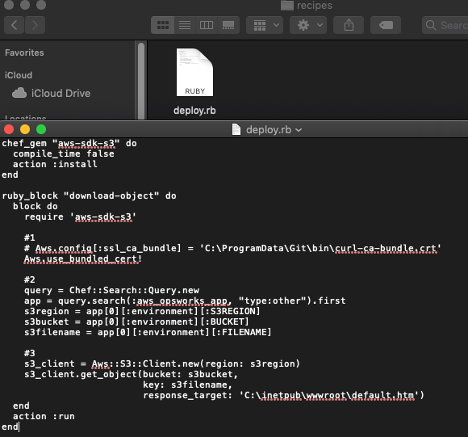 recipes
Searc
Favorites
iCloud
iCloud Drive
Locations
RUBY
deploy.rb
deploy.rb
chef_gem "aws-sdk-s3" do
  compile_time false
  action :install
end

ruby_block "download-object" do
  block do
    require 'aws-sdk-s3'

    #1
    # Aws.config[:ssl_ca_bundle] = 'C:\ProgramData\Git\bin\curl-ca-bundle.crt'
    Aws.use_bundled_cert!

    #2
    query = Chef::Search::Query.new
    app = query.search(:aws_opsworks_app, "type:other").first
    s3region = app[0][:environment][:S3REGION]
    s3bucket = app[0][:environment][:BUCKET]
    s3filename = app[0][:environment][:FILENAME]

    #3
    s3_client = Aws::S3::Client.new(region: s3region)
    s3_client.get_object(bucket: s3bucket,
                         key: s3filename,
                         response_target: 'C:\inetpub\wwwroot\default.htm')
  end
  action :run
end